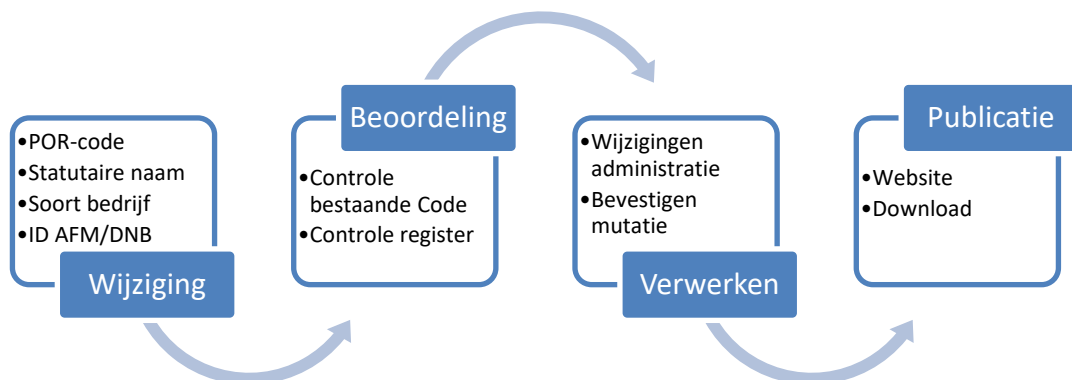 •POR-code
•Statutaire naam
•Soort bedrijf
•ID AFM/DNB
Wijziging
Beoordeling
•Controle
bestaande Code
•Controle register
•Wijzigingen
administratie
•Bevestigen
mutatie
Verwerken
Publicatie
•Website
•Download